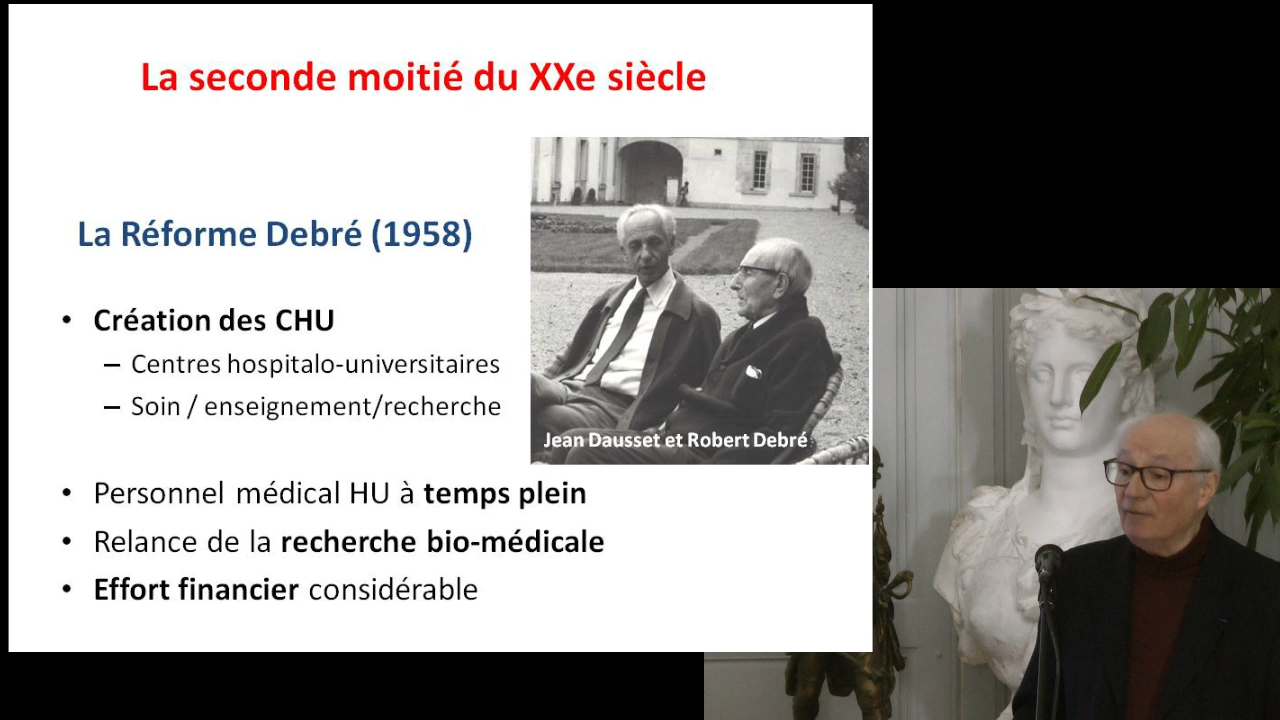 La seconde moitié du XXe siècle
La Réforme Debré (1958)
• Création des CHU
– Centres hospitalo-universitaires
– Soin / enseignement/recherche
Jean Dausset et Robert Debré
• Personnel médical HU à temps plein
• Relance de la recherche bio-médicale
• Effort financier considérable